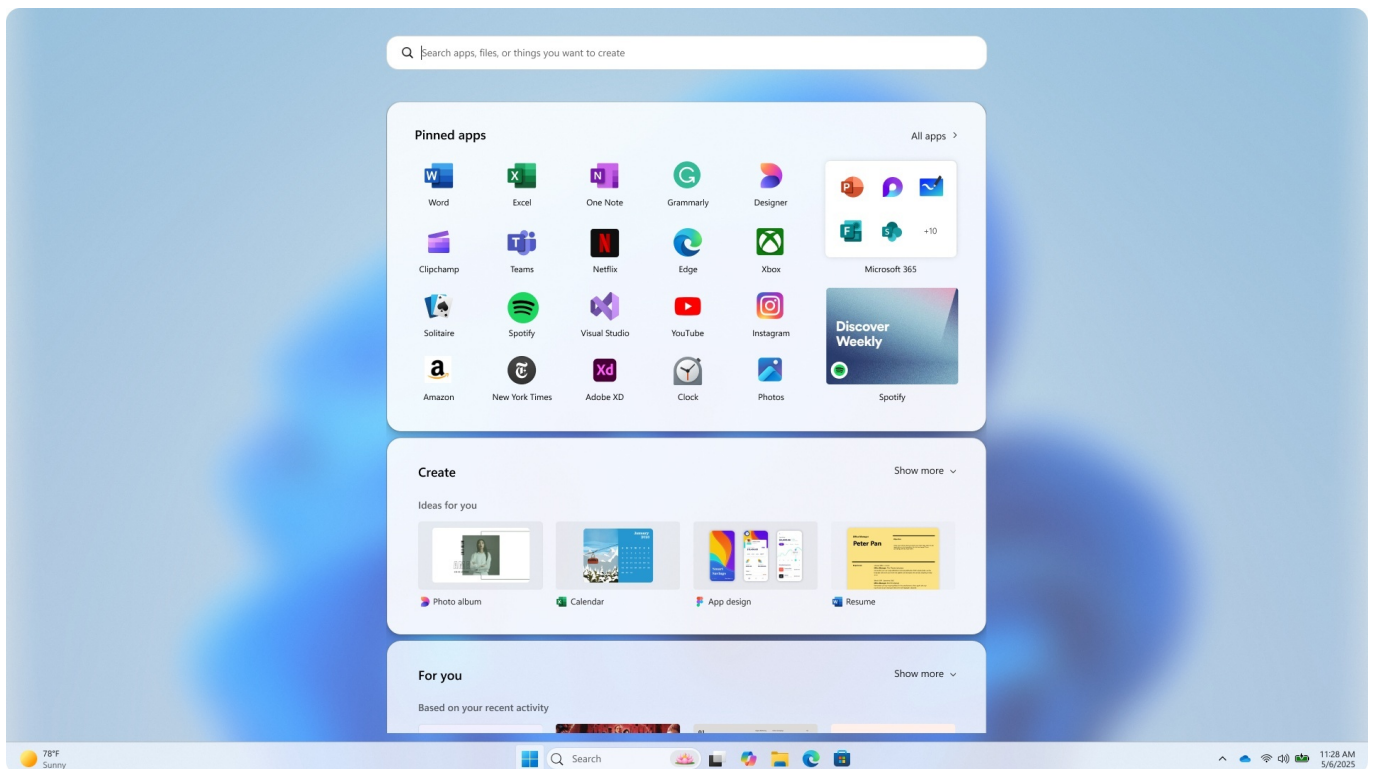 Search apps, files, or things you want to create
Pinned apps
All apps
Word
Excel
One Note
Grammarly
Designer
+10
Clipchamp
Teams
Netflix
Edge
Xbox
Microsoft 365
Solitaire
Spotify
Visual Studio
YouTube
Instagram
Discover
Weekly
Amazon
New York Times
Adobe XD
Clock
Photos
Spotify
Create
Show more
Ideas for you
Peter Pan
Photo album
Calendar
App design
Resume
For you
Show more
Based on your recent activity
78°F
Sunny
Search
11:28 AM
5/6/2025